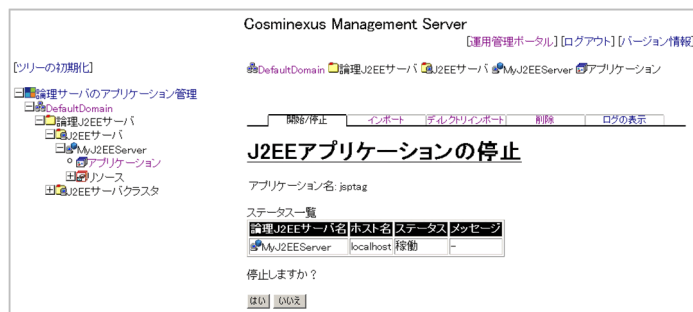 Cosminexus Management Server
[運用管理ポータル] [ログアウト] [バージョン情報]
[ツリーの初期化]
DefaultDomain 論理J2EEサーバ J2EEサーバ MyJ2EEServer アプリケーション
論理サーバのアプリケーション管理
DefaultDomain
論理J2EEサーバ
J2EEサーバ
MyJ2EEServer
アプリケーション
リソース
J2EEサーバクラスタ
開始/停止 インポート ディレクトリインポート 削除 ログの表示
J2EEアプリケーションの停止
アプリケーション名: jsptag
ステータス一覧
論理J2EEサーバ名 ホスト名 ステータス メッセージ
MyJ2EEServer localhost 稼働 -
停止しますか？
はい いいえ